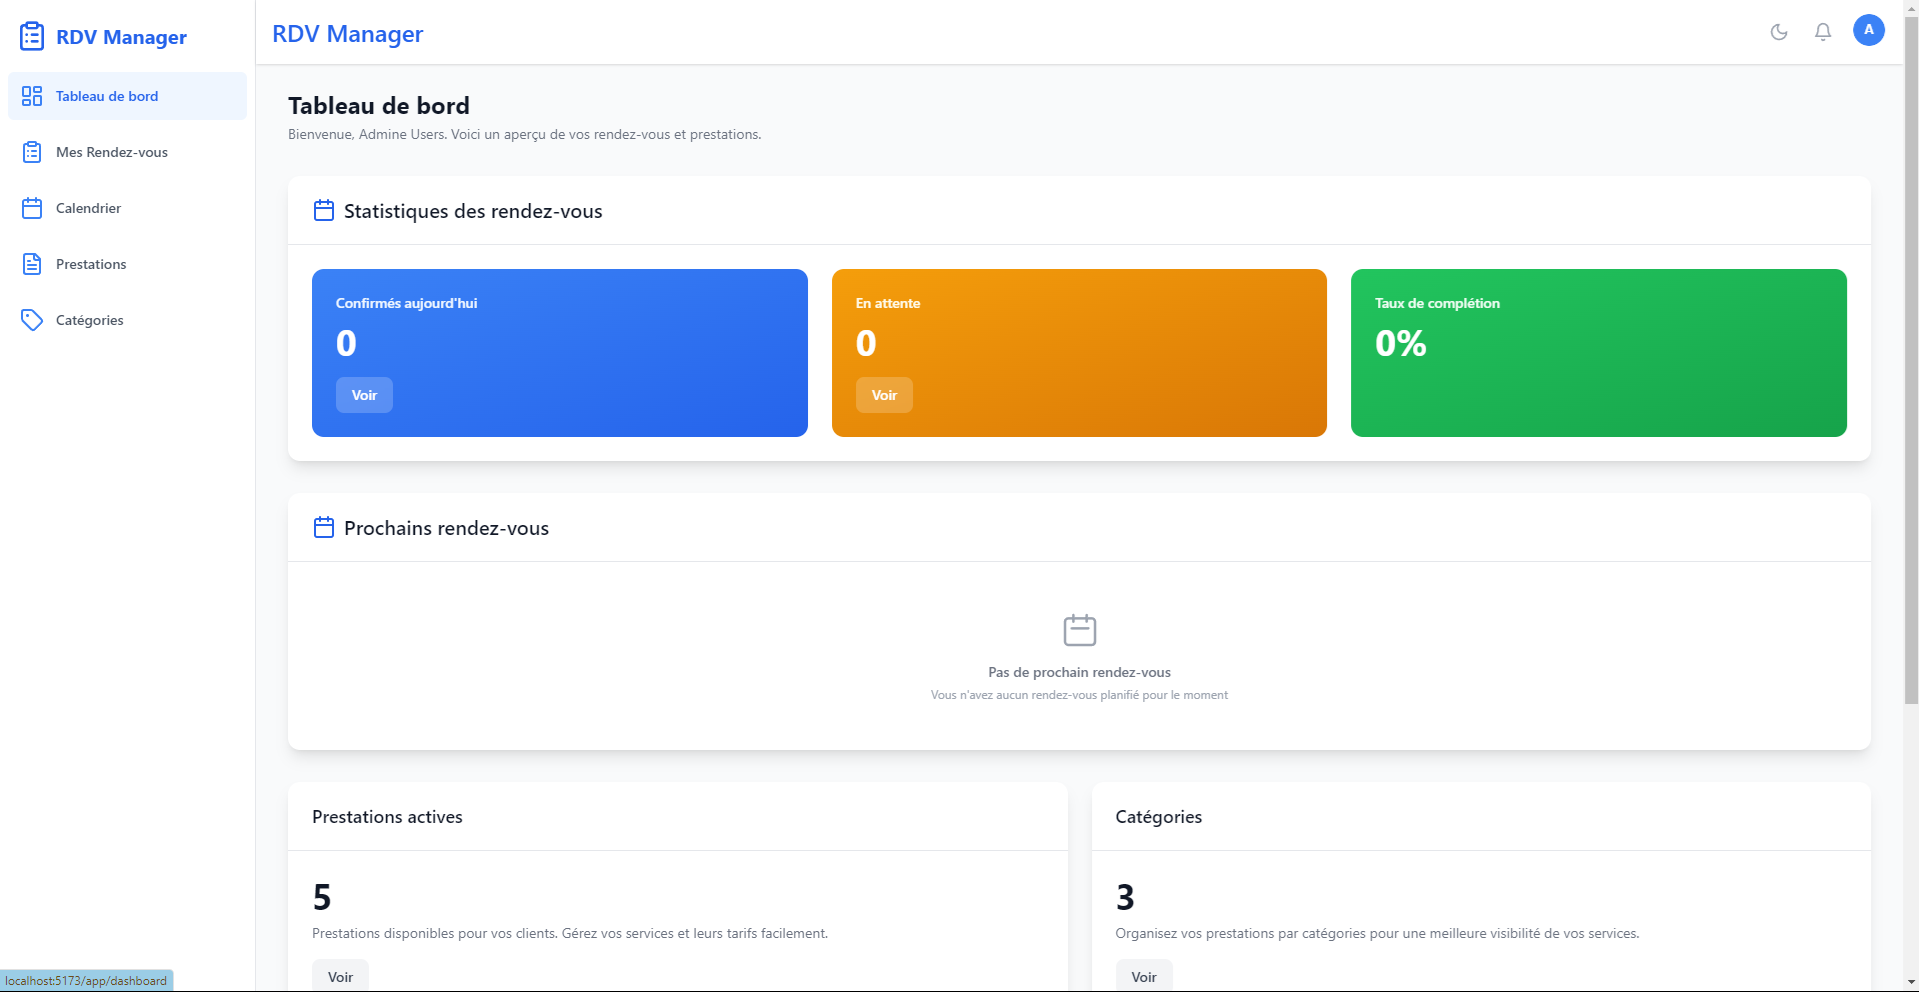 RDV Manager
Tableau de bord
Mes Rendez-vous
Calendrier
Prestations
Catégories
RDV Manager
A
Tableau de bord
Bienvenue, Admine Users. Voici un aperçu de vos rendez-vous et prestations.
Statistiques des rendez-vous
Confirmés aujourd'hui
0
Voir
En attente
0
Voir
Taux de complétion
0%
Prochains rendez-vous
Pas de prochain rendez-vous
Vous n'avez aucun rendez-vous planifié pour le moment
Prestations actives
5
Prestations disponibles pour vos clients. Gérez vos services et leurs tarifs facilement.
Voir
Catégories
3
Organisez vos prestations par catégories pour une meilleure visibilité de vos services.
Voir
localhost:5173/app/dashboard